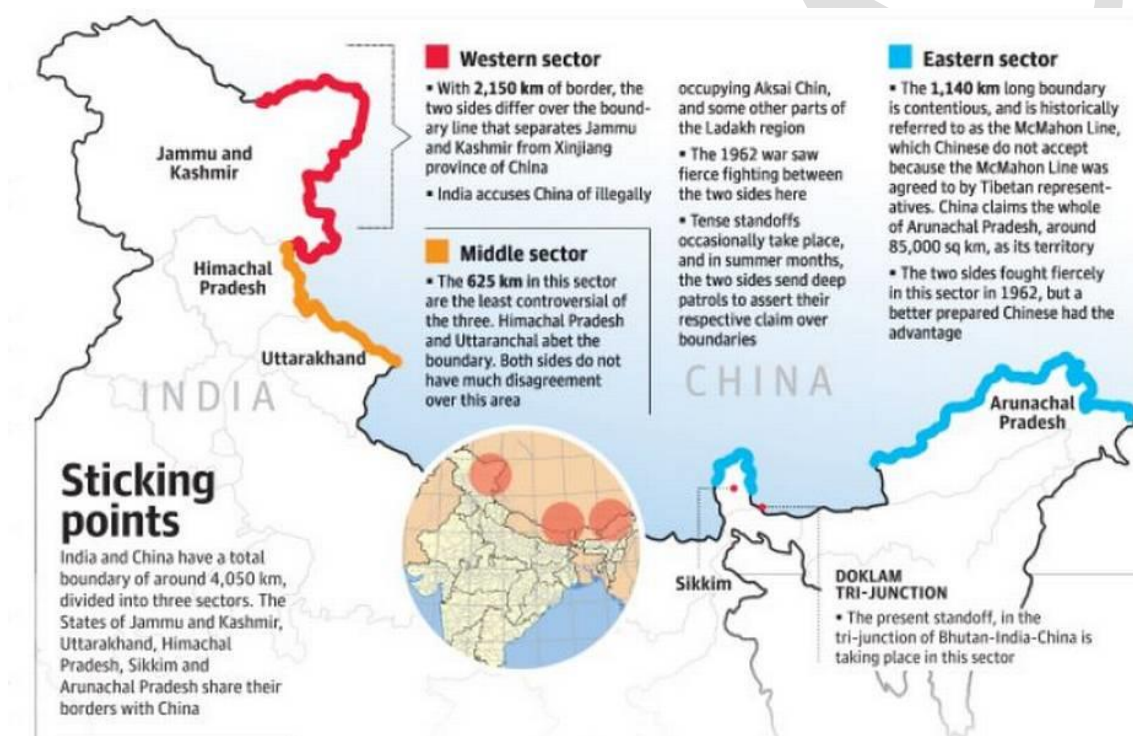 Western sector
▪ With 2,150 km of border, the
two sides differ over the bound-
ary line that separates Jammu
and Kashmir from Xinjiang
province of China
▪ India accuses China of illegally
occupying Aksai Chin,
and some other parts of
the Ladakh region
▪ The 1962 war saw
fierce fighting between
the two sides here
▪ Tense standoffs
occasionally take place,
and in summer months,
the two sides send deep
patrols to assert their
respective claim over
boundaries
Middle sector
▪ The 625 km in this sector
are the least controversial of
the three. Himachal Pradesh
and Uttaranchal abet the
boundary. Both sides do not
have much disagreement
over this area
Eastern sector
▪ The 1,140 km long boundary
is contentious, and is historically
referred to as the McMahon Line,
which Chinese do not accept
because the McMahon Line was
agreed to by Tibetan represent-
atives. China claims the whole
of Arunachal Pradesh, around
85,000 sq km, as its territory
▪ The two sides fought fiercely
in this sector in 1962, but a
better prepared Chinese had the
advantage
Jammu and
Kashmir
Himachal
Pradesh
Uttarakhand
INDIA
CHINA
Arunachal
Pradesh
Sticking
points
India and China have a total
boundary of around 4,050 km,
divided into three sectors. The
States of Jammu and Kashmir,
Uttarakhand, Himachal
Pradesh, Sikkim and
Arunachal Pradesh share their
borders with China
Sikkim
DOKLAM
TRI-JUNCTION
▪ The present standoff, in the
tri-junction of Bhutan-India-China is
taking place in this sector